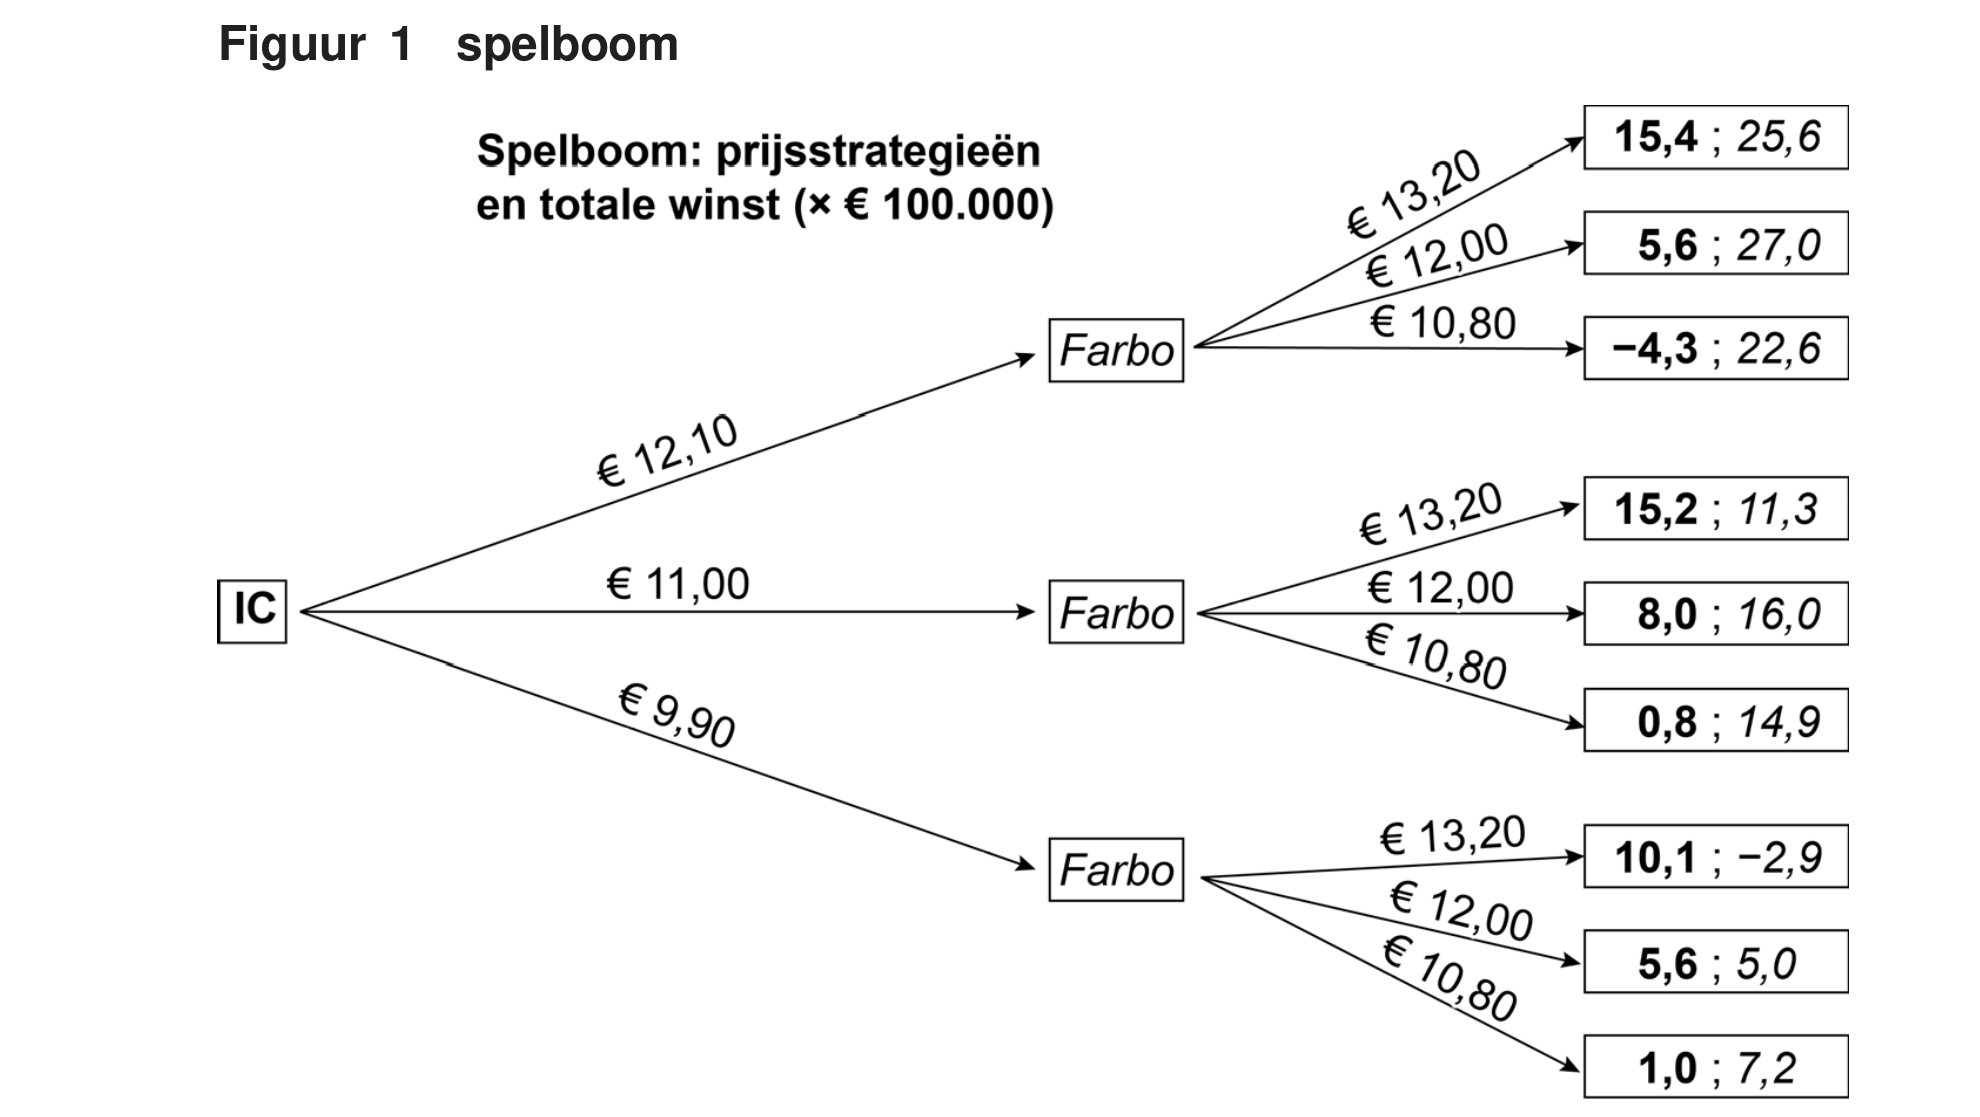 Figuur 1 spelboom
Spelboom: prijsstrategieën
en totale winst (× € 100.000)
IC
€ 12,10
€ 11,00
€ 9,90
Farbo
€ 13,20
€ 12,00
€ 10,80
15,4 ; 25,6
5,6 ; 27,0
−4,3 ; 22,6
Farbo
€ 13,20
€ 12,00
€ 10,80
15,2 ; 11,3
8,0 ; 16,0
0,8 ; 14,9
Farbo
€ 13,20
€ 12,00
€ 10,80
10,1 ; −2,9
5,6 ; 5,0
1,0 ; 7,2